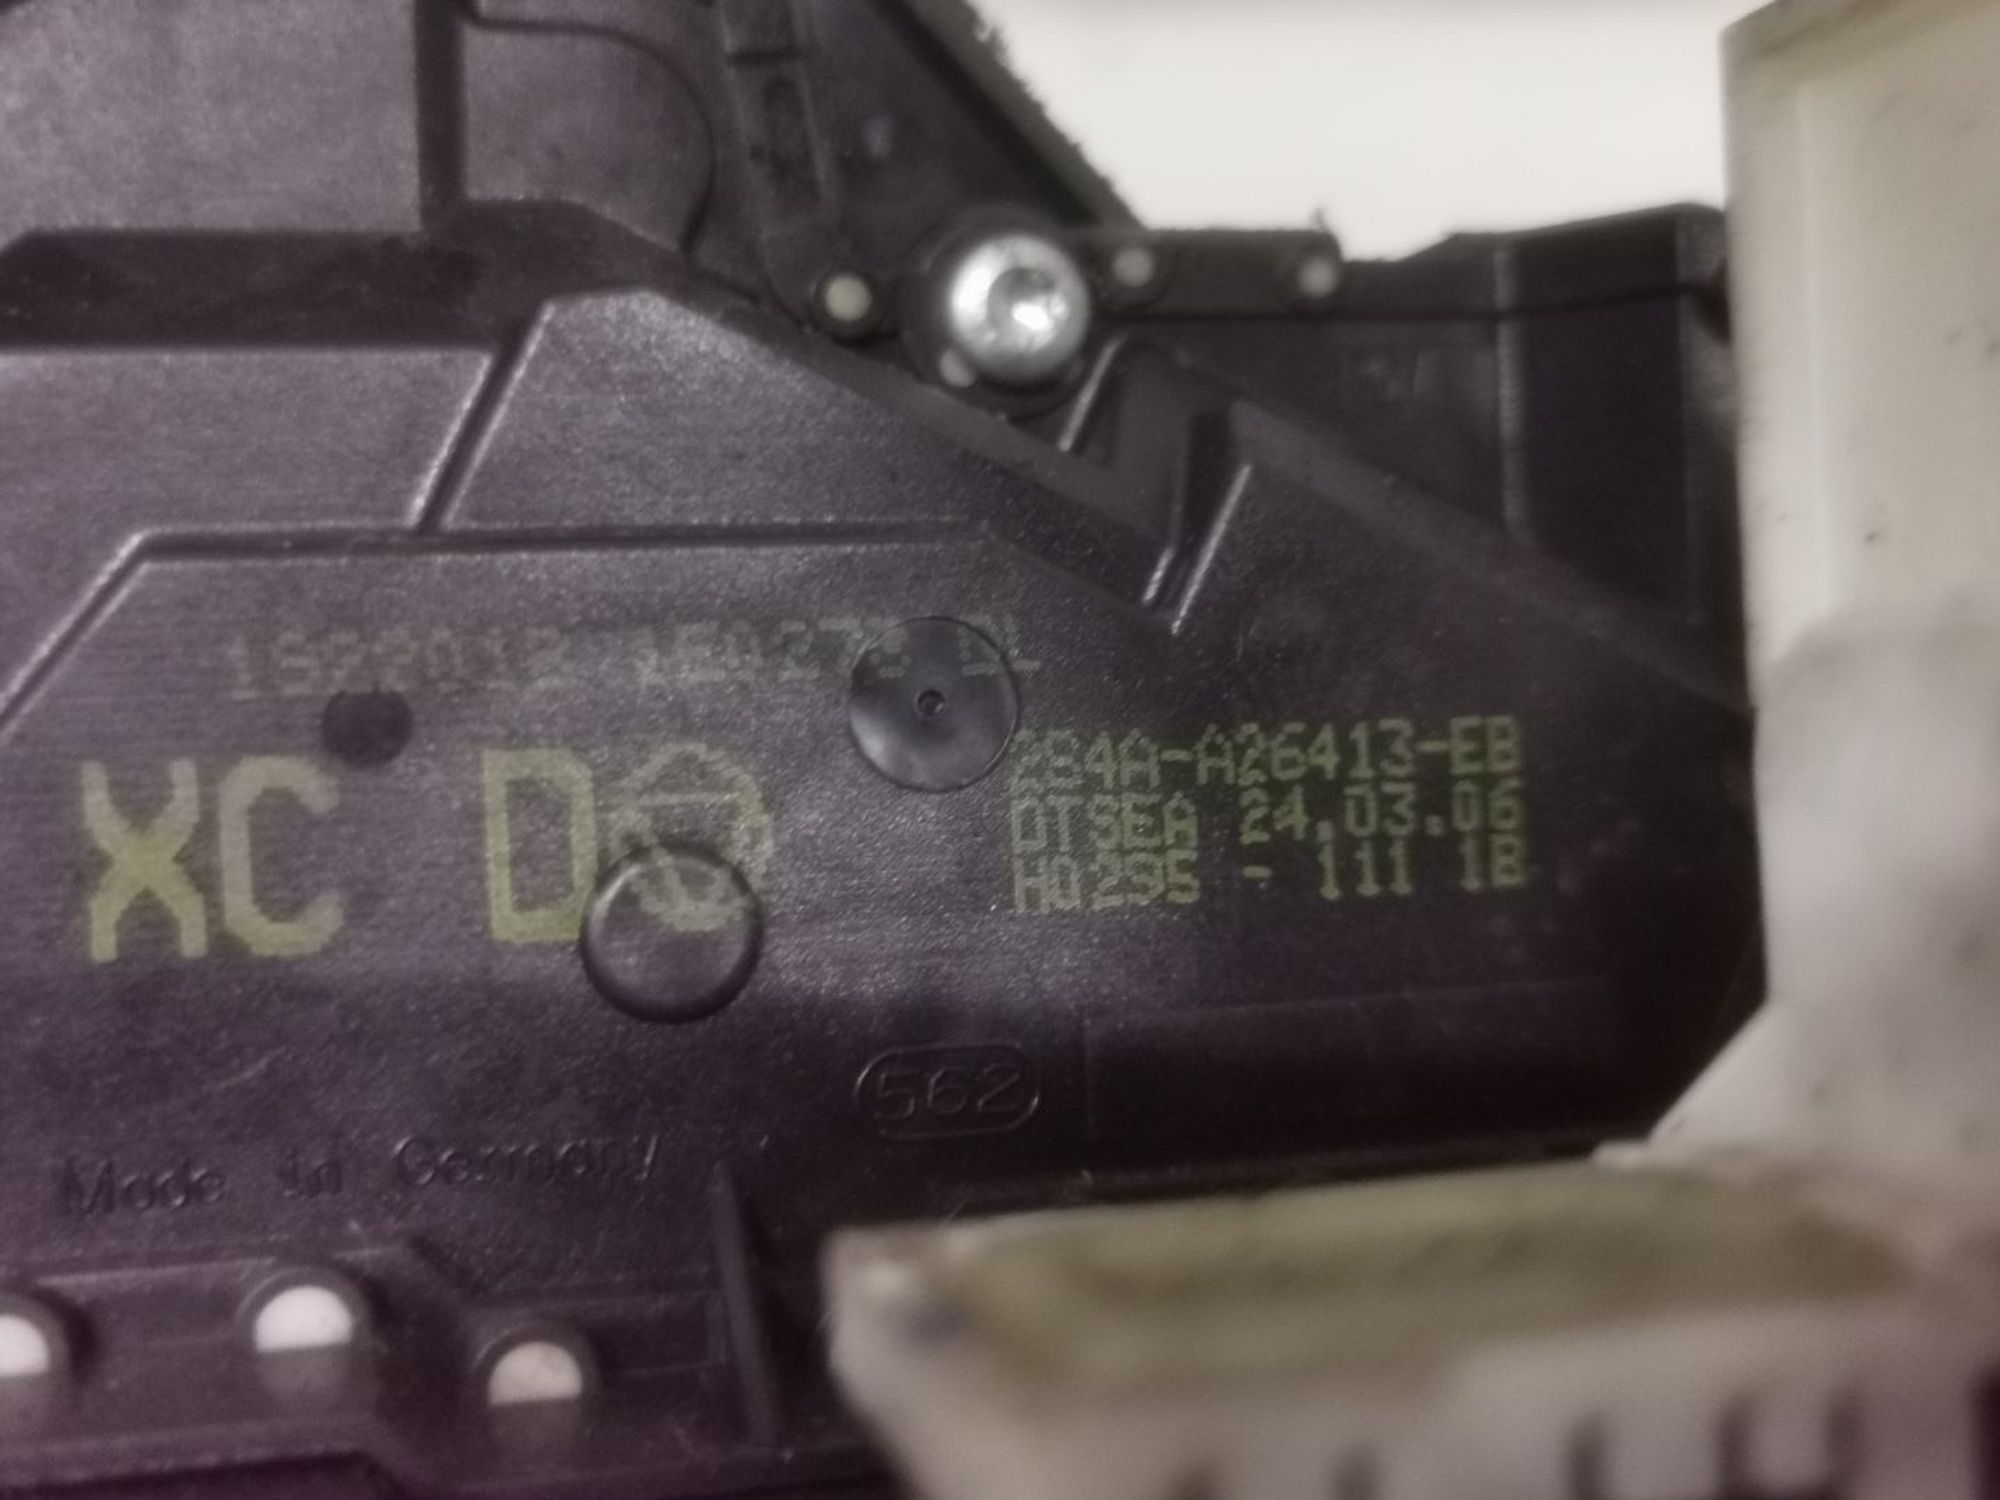 XC D
2S4A-A26413-EB
DTSEA 24.03.06
H0295 - 111 1B
562
Made in Germany